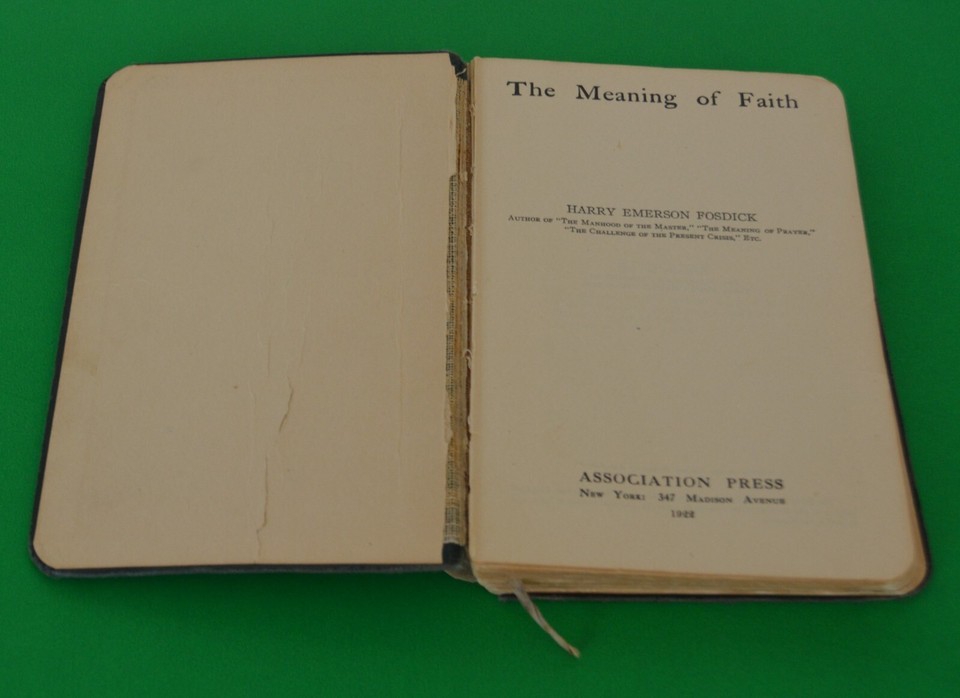 The Meaning of Faith
HARRY EMERSON FOSDICK
AUTHOR OF "THE MANHOOD OF THE MASTER," "THE MEANING OF PRAYER,"
"THE CHALLENGE OF THE PRESENT CRISIS," ETC.
ASSOCIATION PRESS
NEW YORK: 347 MADISON AVENUE
1922